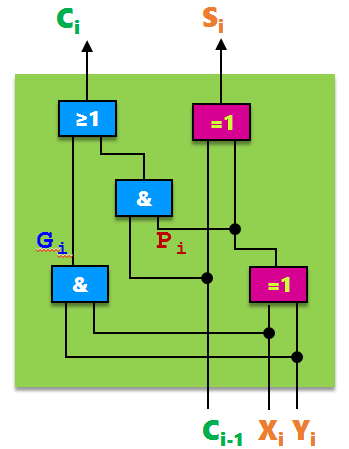 Cᵢ Sᵢ
≥1 =1
&
Gᵢ Pᵢ
& =1
Cᵢ₋₁ Xᵢ Yᵢ